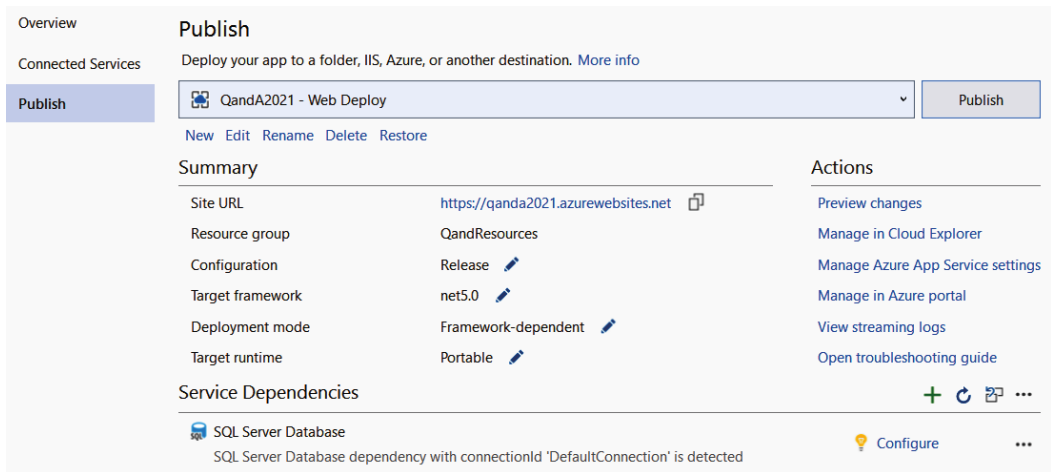 Overview
Connected Services
Publish
Publish
Deploy your app to a folder, IIS, Azure, or another destination. More info
QandA2021 - Web Deploy
Publish
New Edit Rename Delete Restore
Summary
Site URL https://qanda2021.azurewebsites.net
Resource group QandResources
Configuration Release
Target framework net5.0
Deployment mode Framework-dependent
Target runtime Portable
Actions
Preview changes
Manage in Cloud Explorer
Manage Azure App Service settings
Manage in Azure portal
View streaming logs
Open troubleshooting guide
Service Dependencies
SQL
SQL Server Database
SQL Server Database dependency with connectionId 'DefaultConnection' is detected
Configure